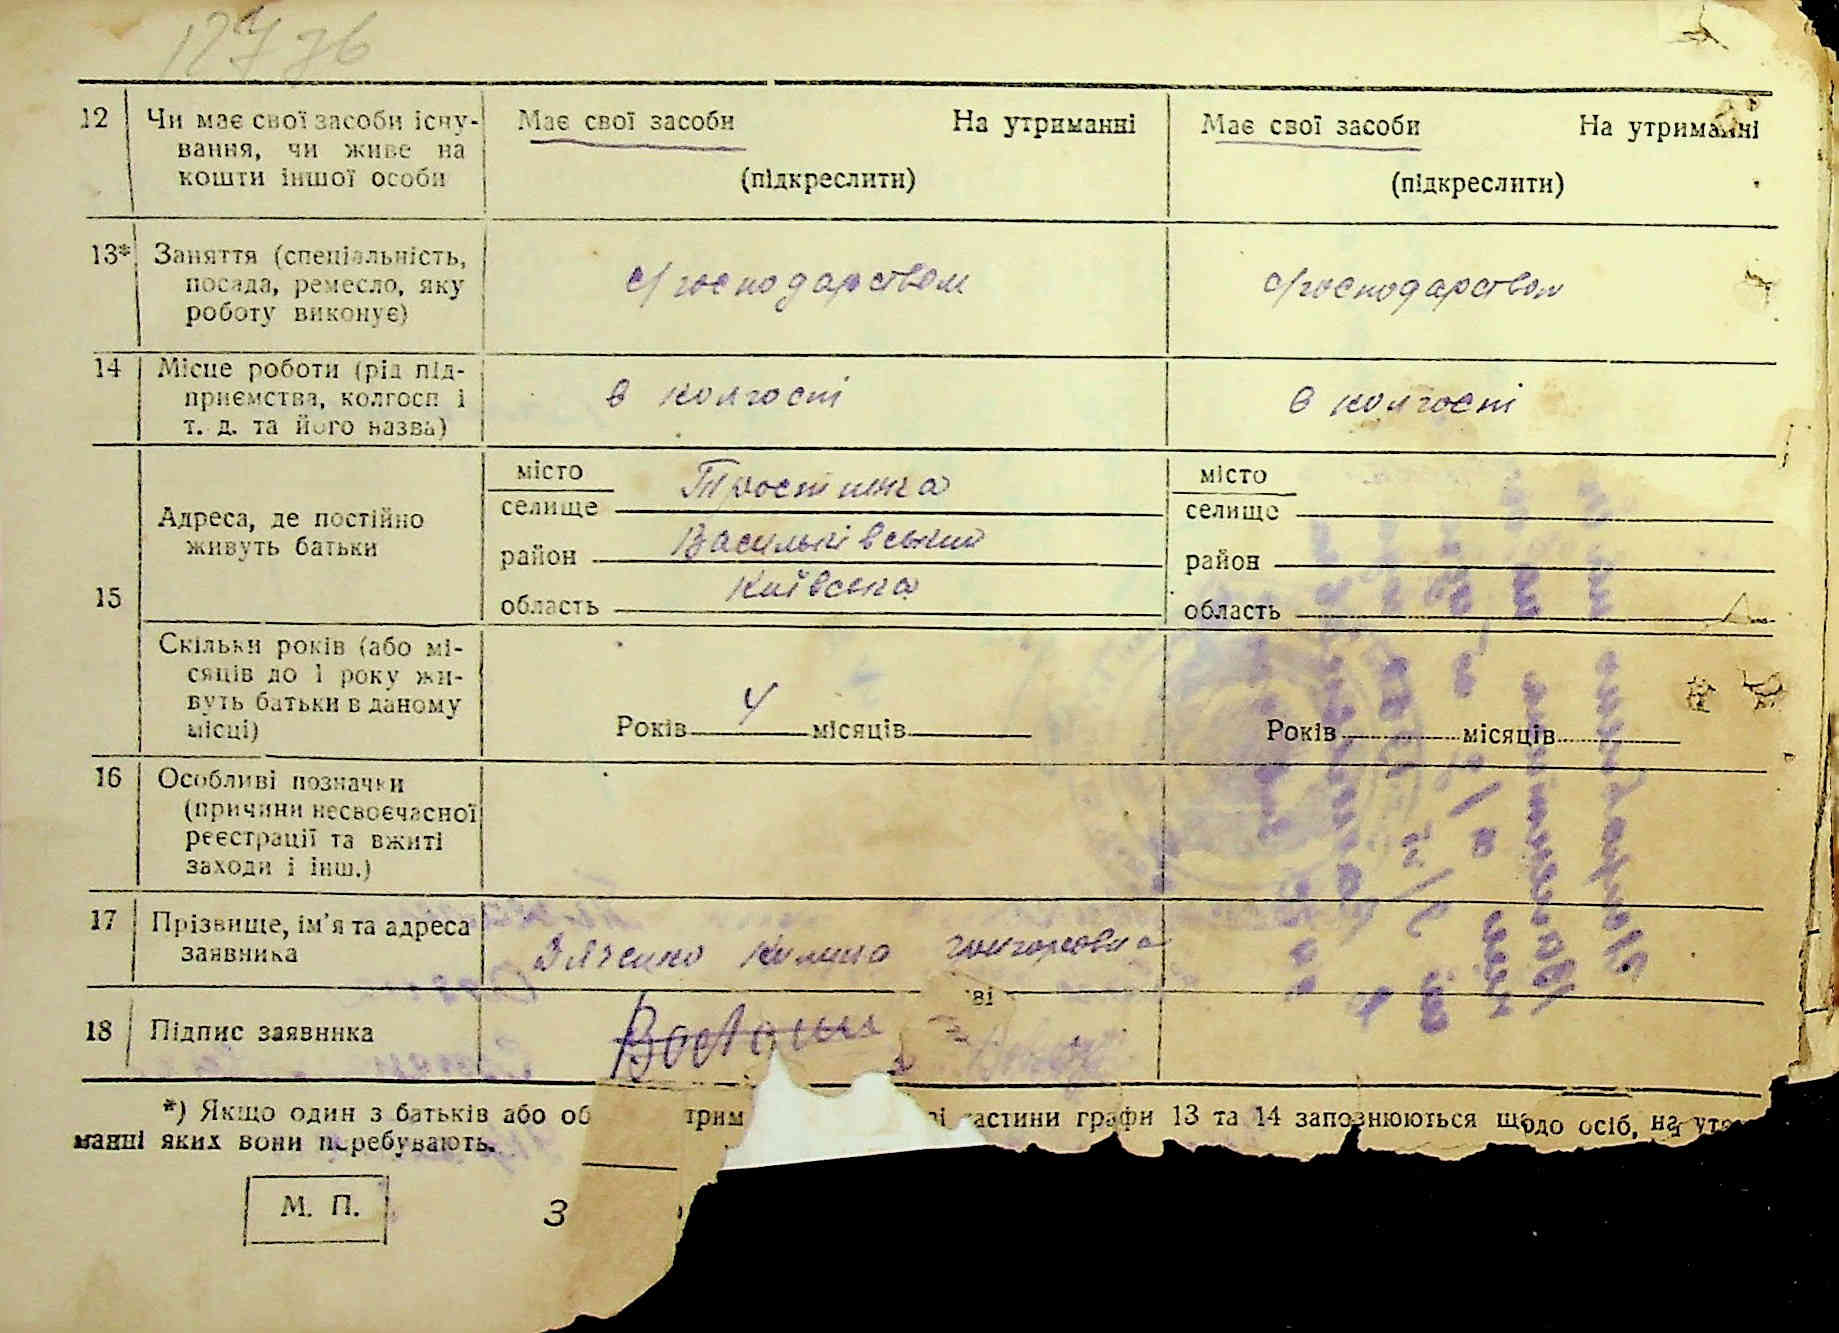 12 Чи має свої засоби існу-
вання, чи живе на
кошти іншої особи
Має свої засоби На утриманні
(підкреслити)
Має свої засоби На утриманні
(підкреслити)
13* Заняття (спеціальність,
посада, ремесло, яку
роботу виконує)
с/господарством
с/господарством
14 Місце роботи (рід під-
приємства, колгосп і
т. д. та його назва)
в колгоспі
в колгоспі
15
Адреса, де постійно
живуть батьки
місто
селище Тростинка
район Васильківський
область Київська
місто
селище
район
область
Скільки років (або мі-
сяців до 1 року жи-
вуть батьки в даному
місці)
Років 4 місяців
Років місяців
16 Особливі позначки
(причини несвоєчасної
реєстрації та вжиті
заходи і інш.)
17 Прізвище, ім’я та адреса
заявника
Килина
18 Підпис заявника
*) Якщо один з батьків або об трим і частини графи 13 та 14 заповнюються щодо осіб, на утри-
манні яких вони перебувають.
М. П.
З